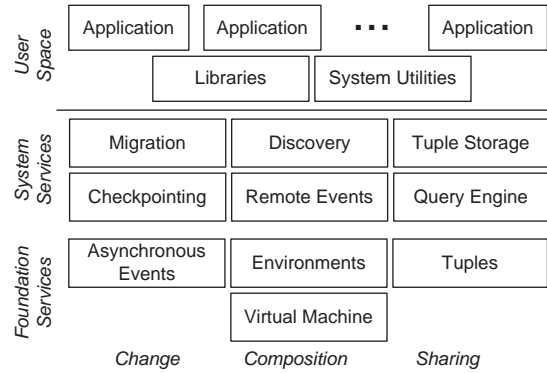 User
Space
Application
Application
...
Application
Libraries
System Utilities
System
Services
Migration
Discovery
Tuple Storage
Checkpointing
Remote Events
Query Engine
Foundation
Services
Asynchronous
Events
Environments
Tuples
Virtual Machine
Change
Composition
Sharing